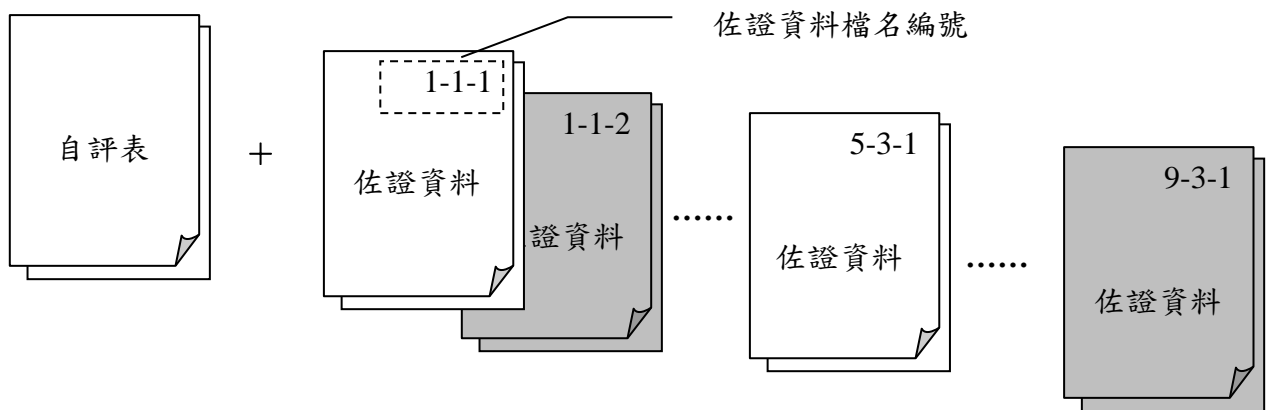 佐證資料檔名編號
1-1-1
1-1-2
5-3-1
9-3-1
自評表
+
佐證資料
證資料
......
佐證資料
......
佐證資料